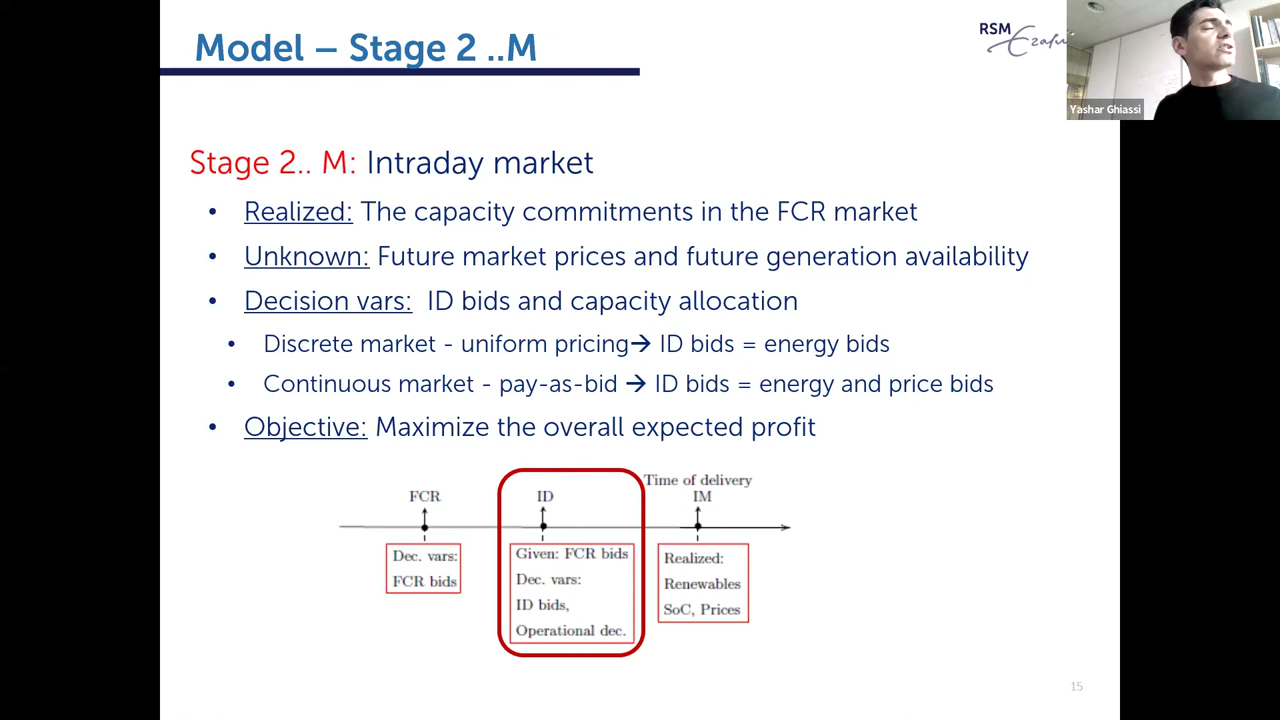 Model – Stage 2 ..M
RSM
Yashar Ghiassi
Stage 2.. M: Intraday market
• Realized: The capacity commitments in the FCR market
• Unknown: Future market prices and future generation availability
• Decision vars: ID bids and capacity allocation
• Discrete market - uniform pricing→ ID bids = energy bids
• Continuous market - pay-as-bid → ID bids = energy and price bids
• Objective: Maximize the overall expected profit
Time of delivery
FCR ID IM
Dec. vars:
FCR bids
Given: FCR bids
Dec. vars:
ID bids,
Operational dec.
Realized:
Renewables
SoC, Prices
15